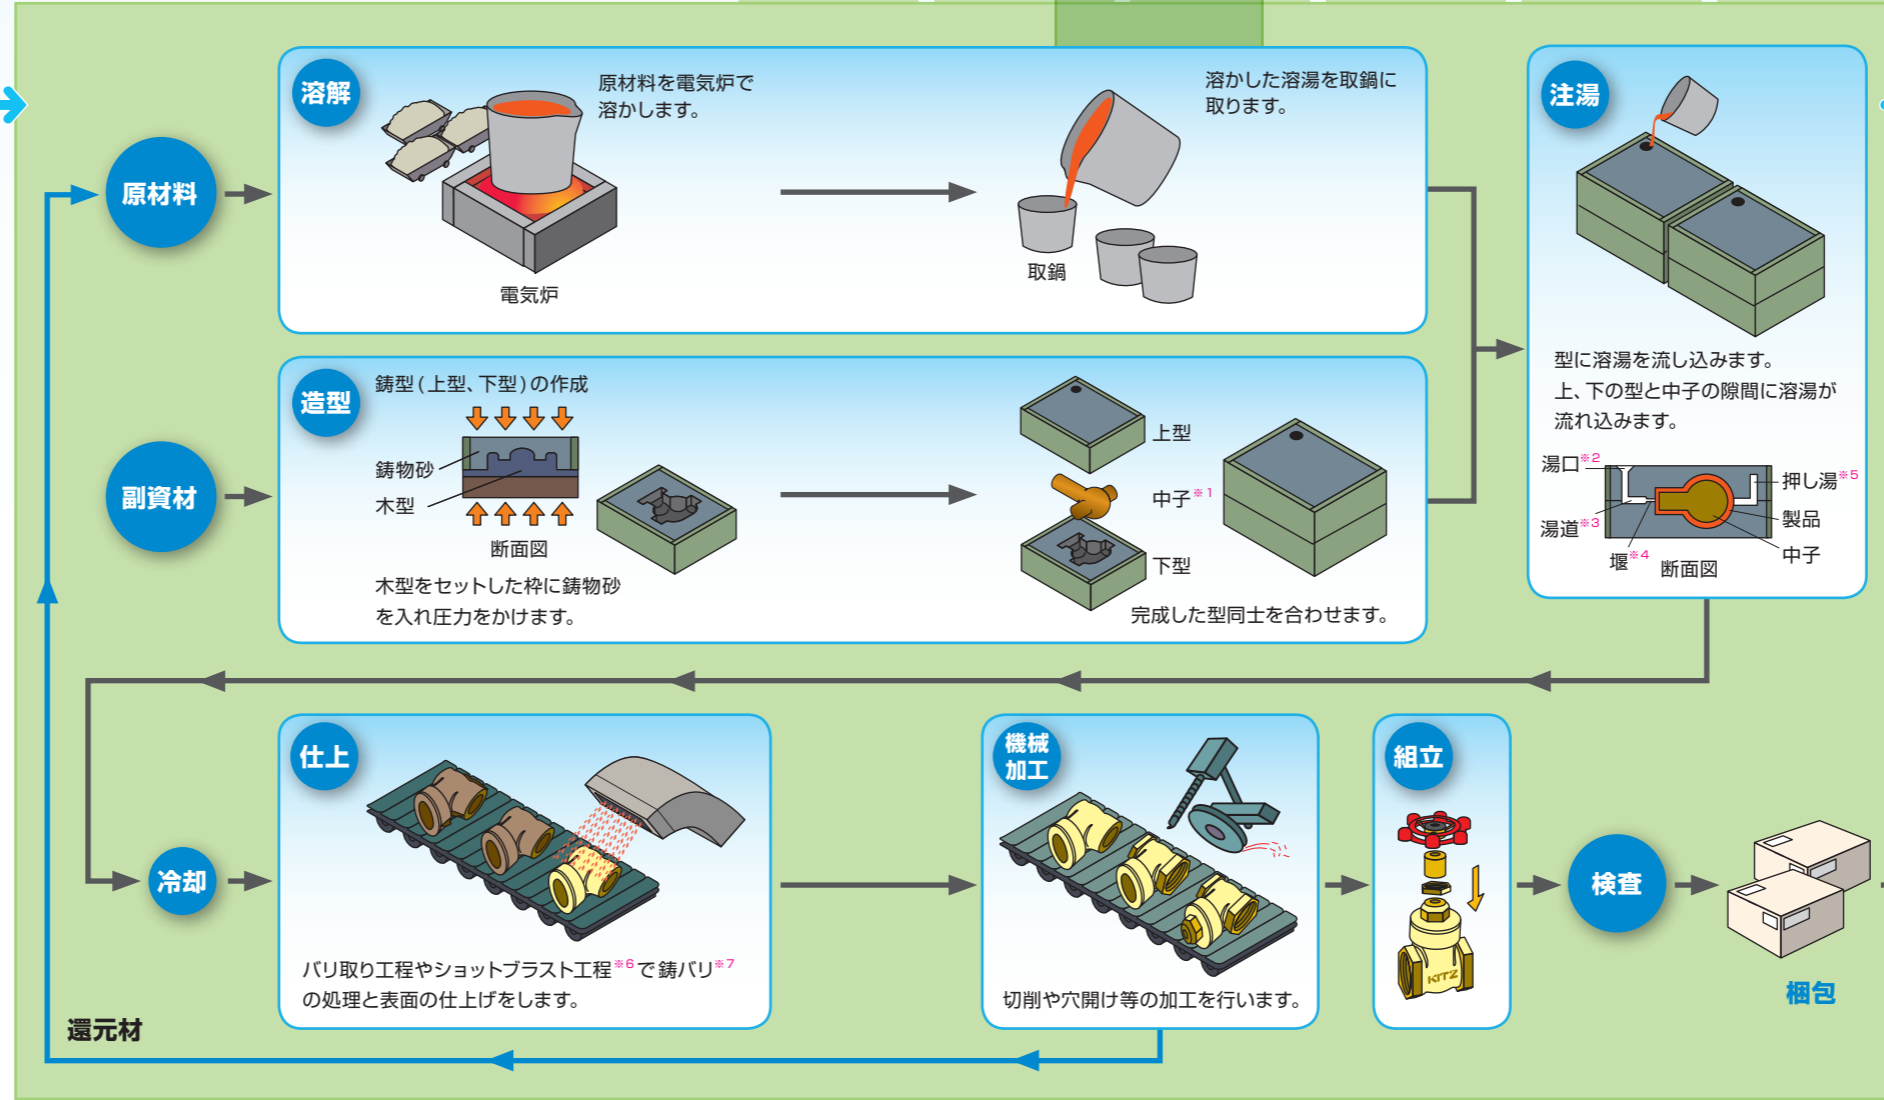 原材料
溶解
原材料を電気炉で
溶かします。
電気炉
溶かした溶湯を取鍋に
取ります。
取鍋
副資材
造型
鋳型(上型、下型)の作成
鋳物砂
木型
断面図
木型をセットした枠に鋳物砂
を入れ圧力をかけます。
上型
中子※1
下型
完成した型同士を合わせます。
注湯
型に溶湯を流し込みます。
上、下の型と中子の隙間に溶湯が
流れ込みます。
湯口※2
湯道※3
堰※4
押し湯※5
製品
中子
断面図
冷却
仕上
バリ取り工程やショットブラスト工程※6で鋳バリ※7
の処理と表面の仕上げをします。
機械
加工
切削や穴開け等の加工を行います。
組立
KITZ
検査
梱包
還元材